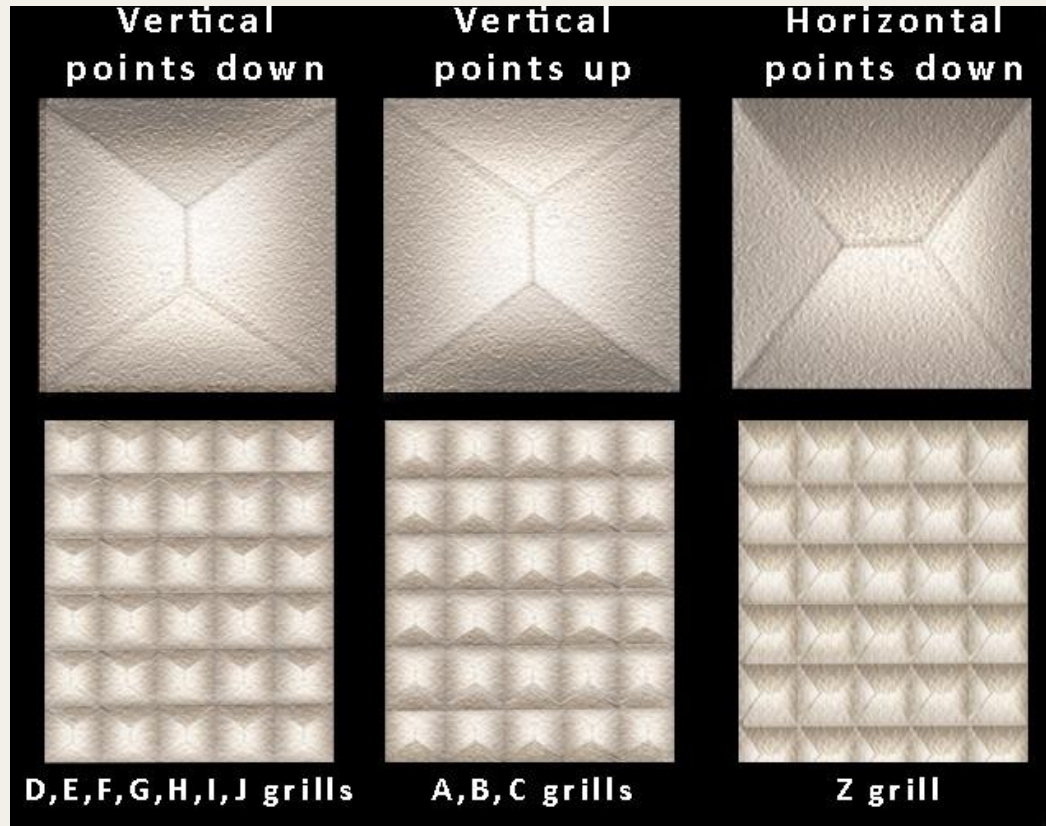 Vertical
points down
Vertical
points up
Horizontal
points down
D,E,F,G,H,I,J grills
A,B,C grills
Z grill